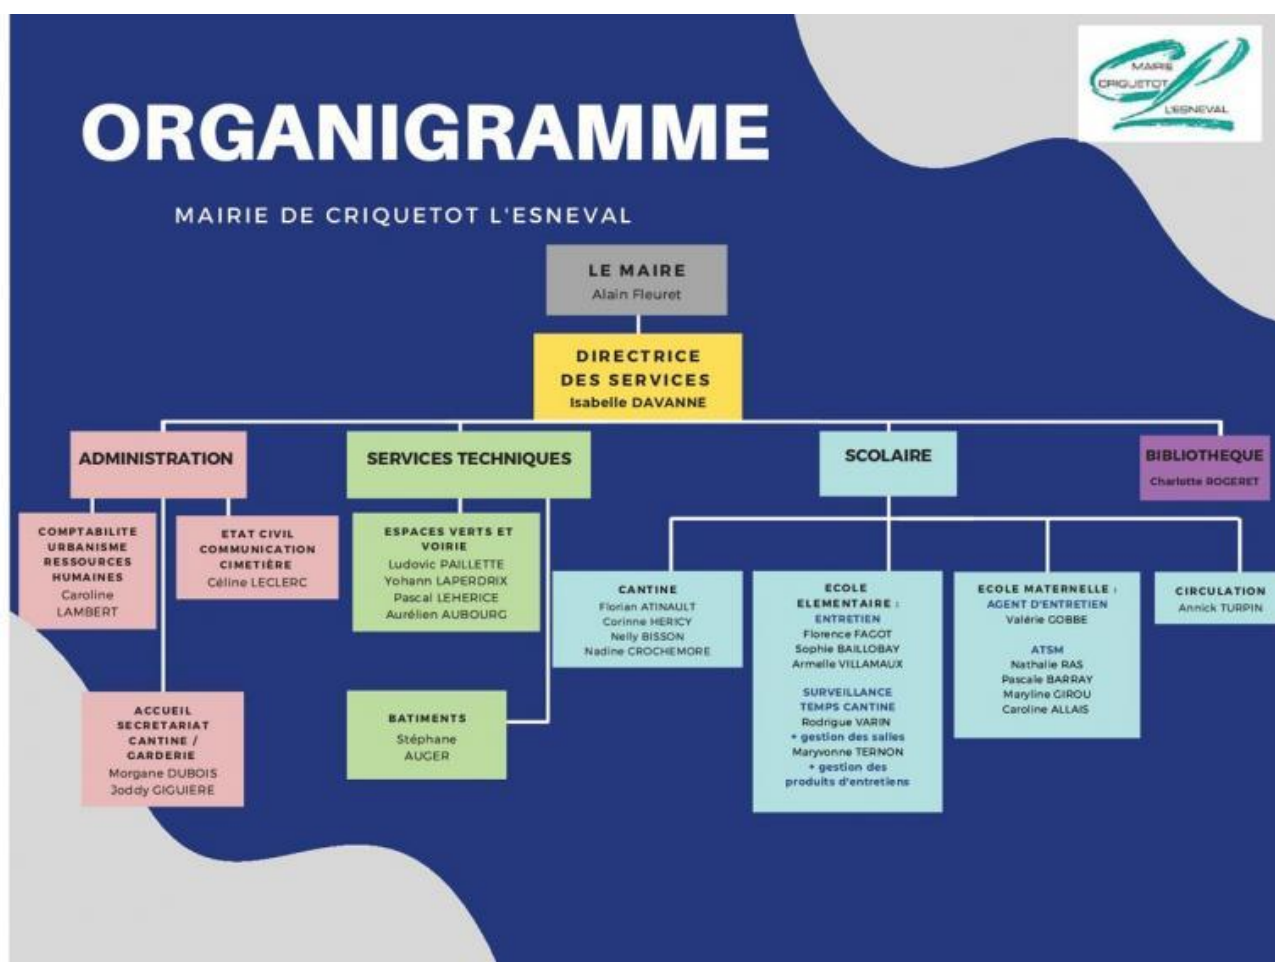 MAIRIE
CRIQUETOT
L'ESNEVAL
ORGANIGRAMME
MAIRIE DE CRIQUETOT L'ESNEVAL
LE MAIRE
Alain Fleuret
DIRECTRICE
DES SERVICES
Isabelle DAVANNE
ADMINISTRATION
SERVICES TECHNIQUES
SCOLAIRE
BIBLIOTHEQUE
Charlotte ROGERET
COMPTABILITE
URBANISME
RESSOURCES
HUMAINES
Caroline
LAMBERT
ETAT CIVIL
COMMUNICATION
CIMETIÈRE
Céline LECLERC
ACCUEIL
SECRETARIAT
CANTINE /
GARDERIE
Morgane DUBOIS
Joddy GIGUIERE
ESPACES VERTS ET
VOIRIE
Ludovic PAILLETTE
Yohann LAPERDRIX
Pascal LEHERICE
Aurélien AUBOURG
BATIMENTS
Stéphane
AUGER
CANTINE
Florian ATINAULT
Corinne HERICY
Nelly BISSON
Nadine CROCHEMORE
ECOLE
ELEMENTAIRE :
ENTRETIEN
Florence FAGOT
Sophie BAILLOBAY
Armelle VILLAMAUX
SURVEILLANCE
TEMPS CANTINE
Rodrigue VARIN
+ gestion des salles
Maryvonne TERNON
+ gestion des
produits d'entretiens
ECOLE MATERNELLE :
AGENT D'ENTRETIEN
Valérie GOBBE
ATSM
Nathalie RAS
Pascale BARRAY
Maryline GIROU
Caroline ALLAIS
CIRCULATION
Annick TURPIN